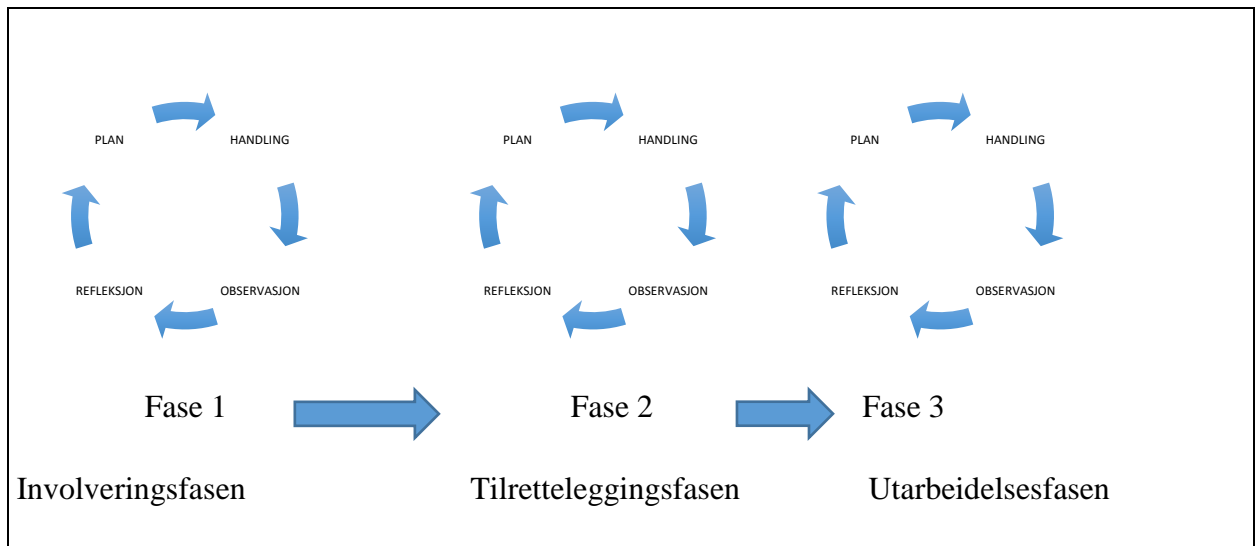 PLAN HANDLING PLAN HANDLING PLAN HANDLING
REFLEKSJON OBSERVASJON REFLEKSJON OBSERVASJON REFLEKSJON OBSERVASJON
Fase 1 Fase 2 Fase 3
Involveringsfasen Tilretteleggingsfasen Utarbeidelsesfasen